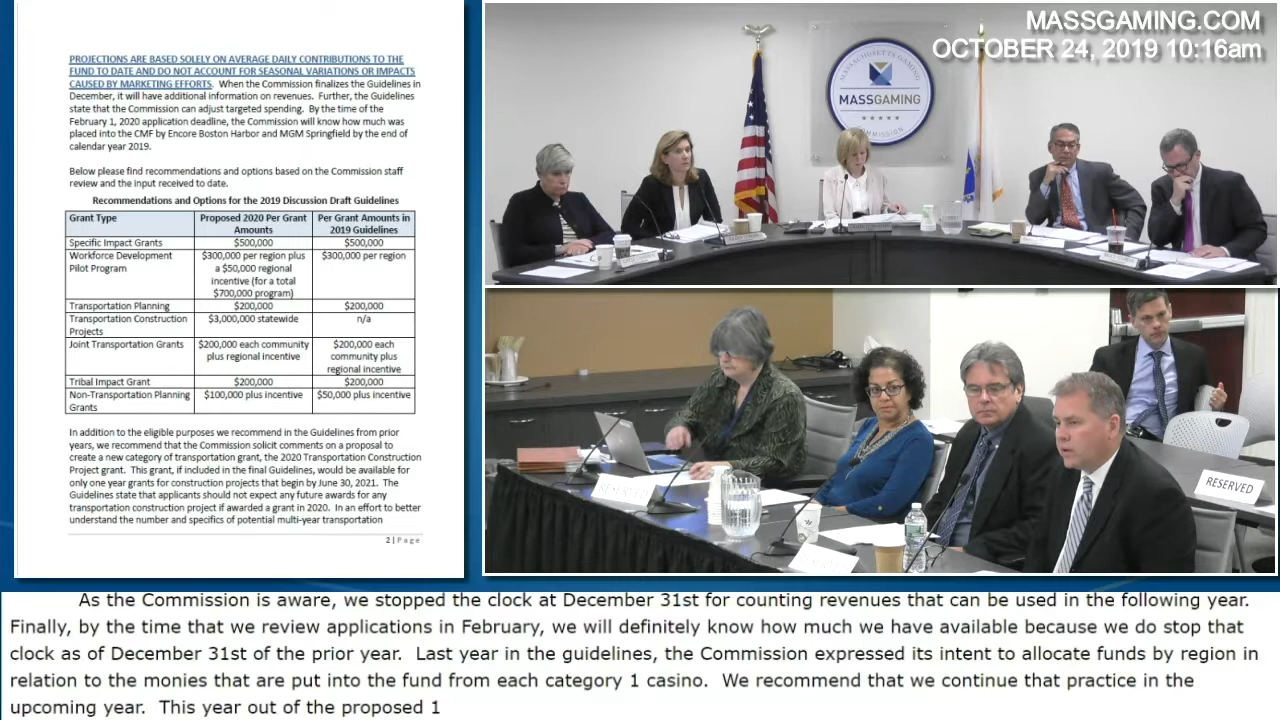 PROJECTIONS ARE BASED SOLELY ON AVERAGE DAILY CONTRIBUTIONS TO THE
FUND TO DATE AND DO NOT ACCOUNT FOR SEASONAL VARIATIONS OR IMPACTS
CAUSED BY MARKETING EFFORTS. When the Commission finalizes the Guidelines in
December, it will have additional information on revenues. Further, the Guidelines
state that the Commission can adjust targeted spending. By the time of the
February 1, 2020 application deadline, the Commission will know how much was
placed into the CMF by Encore Boston Harbor and MGM Springfield by the end of
calendar year 2019.
Below please find recommendations and options based on the Commission staff
review and the input received to date.
Recommendations and Options for the 2019 Discussion Draft Guidelines
Grant Type Proposed 2020 Per Grant Amounts Per Grant Amounts in 2019 Guidelines
Specific Impact Grants $500,000 $500,000
Workforce Development Pilot Program $300,000 per region plus a $50,000 regional incentive (for a total $700,000 program) $300,000 per region
Transportation Planning $200,000 $200,000
Transportation Construction Projects $3,000,000 statewide n/a
Joint Transportation Grants $200,000 each community plus regional incentive $200,000 each community plus regional incentive
Tribal Impact Grant $200,000 $200,000
Non-Transportation Planning Grants $100,000 plus incentive $50,000 plus incentive
In addition to the eligible purposes we recommend in the Guidelines from prior
years, we recommend that the Commission solicit comments on a proposal to
create a new category of transportation grant, the 2020 Transportation Construction
Project grant. This grant, if included in the final Guidelines, would be available for
only one year grants for construction projects that begin by June 30, 2021. The
Guidelines state that applicants should not expect any future awards for any
transportation construction project if awarded a grant in 2020. In an effort to better
understand the number and specifics of potential multi-year transportation
2 | Page
MASSGAMING.COM
OCTOBER 24, 2019 10:16am
MASSACHUSETTS GAMING
MASSGAMING
COMMISSION
RESERVED
RESERVED
As the Commission is aware, we stopped the clock at December 31st for counting revenues that can be used in the following year.
Finally, by the time that we review applications in February, we will definitely know how much we have available because we do stop that
clock as of December 31st of the prior year. Last year in the guidelines, the Commission expressed its intent to allocate funds by region in
relation to the monies that are put into the fund from each category 1 casino. We recommend that we continue that practice in the
upcoming year. This year out of the proposed 1